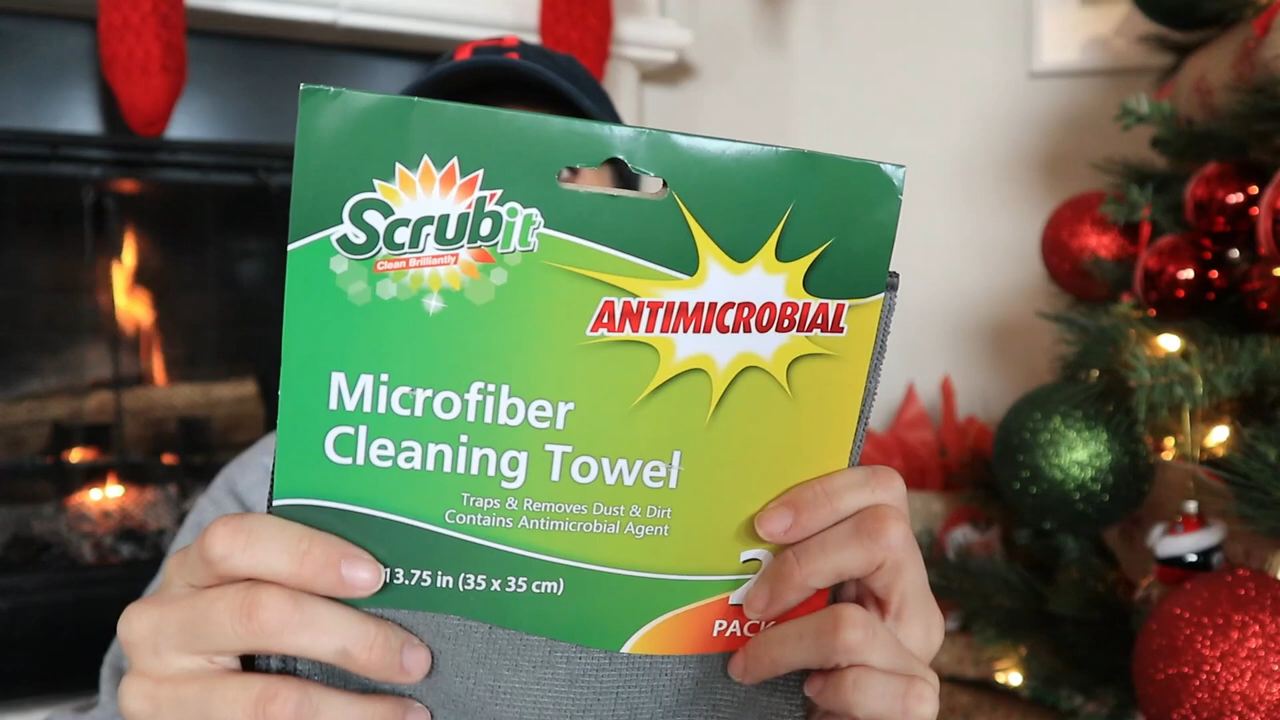 Scrubit
Clean Brilliantly
ANTIMICROBIAL
Microfiber
Cleaning Towel
Traps & Removes Dust & Dirt
Contains Antimicrobial Agent
13.75 in (35 x 35 cm)
2
PACK